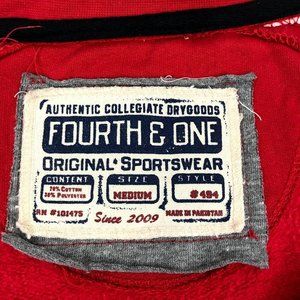 AUTHENTIC COLLEGIATE DRYGOODS
FOURTH & ONE
ORIGINAL SPORTSWEAR
CONTENT SIZE STYLE
70% COTTON
30% POLYESTER
MEDIUM
#484
RN #101475
Since 2009
MADE IN PAKISTAN